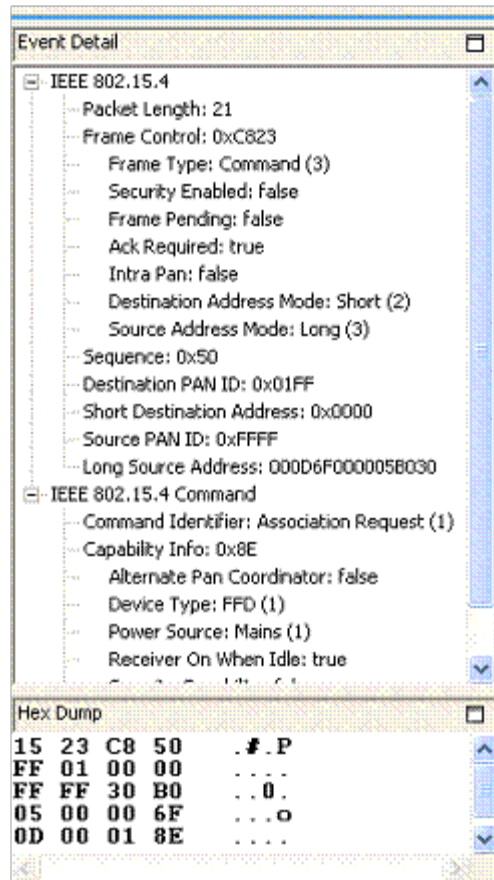 Event Detail
IEEE 802.15.4
Packet Length: 21
Frame Control: 0xC823
Frame Type: Command (3)
Security Enabled: false
Frame Pending: false
Ack Required: true
Intra Pan: false
Destination Address Mode: Short (2)
Source Address Mode: Long (3)
Sequence: 0x50
Destination PAN ID: 0x01FF
Short Destination Address: 0x0000
Source PAN ID: 0xFFFF
Long Source Address: 000D6F000005B030
IEEE 802.15.4 Command
Command Identifier: Association Request (1)
Capability Info: 0x8E
Alternate Pan Coordinator: false
Device Type: FFD (1)
Power Source: Mains (1)
Receiver On When Idle: true
Hex Dump
15 23 C8 50 .#.P
FF 01 00 00 ....
FF FF 30 B0 ..0.
05 00 00 6F ...o
0D 00 01 8E ....